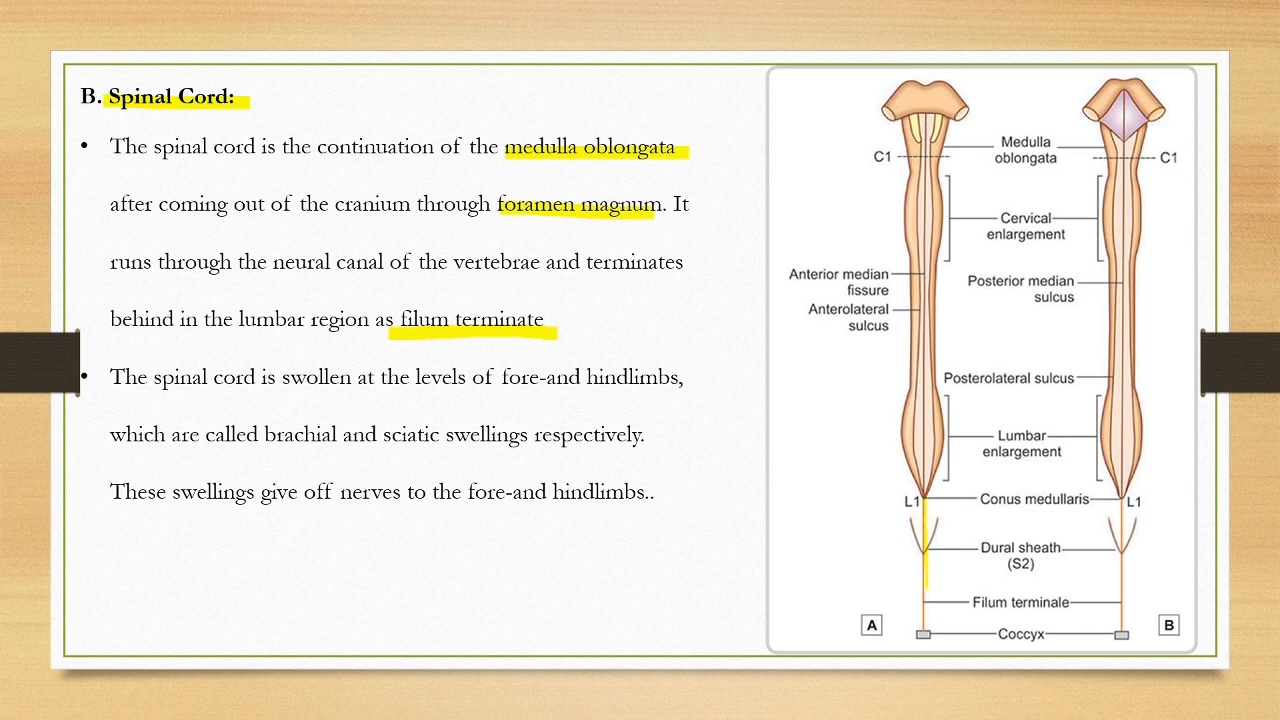 B. Spinal Cord:
• The spinal cord is the continuation of the medulla oblongata
after coming out of the cranium through foramen magnum. It
runs through the neural canal of the vertebrae and terminates
behind in the lumbar region as filum terminate
• The spinal cord is swollen at the levels of fore-and hindlimbs,
which are called brachial and sciatic swellings respectively.
These swellings give off nerves to the fore-and hindlimbs..
C1
Medulla
oblongata
C1
Cervical
enlargement
Anterior median
fissure
Posterior median
sulcus
Anterolateral
sulcus
Posterolateral sulcus
Lumbar
enlargement
L1
Conus medullaris
L1
Dural sheath
(S2)
Filum terminale
A
B
Coccyx